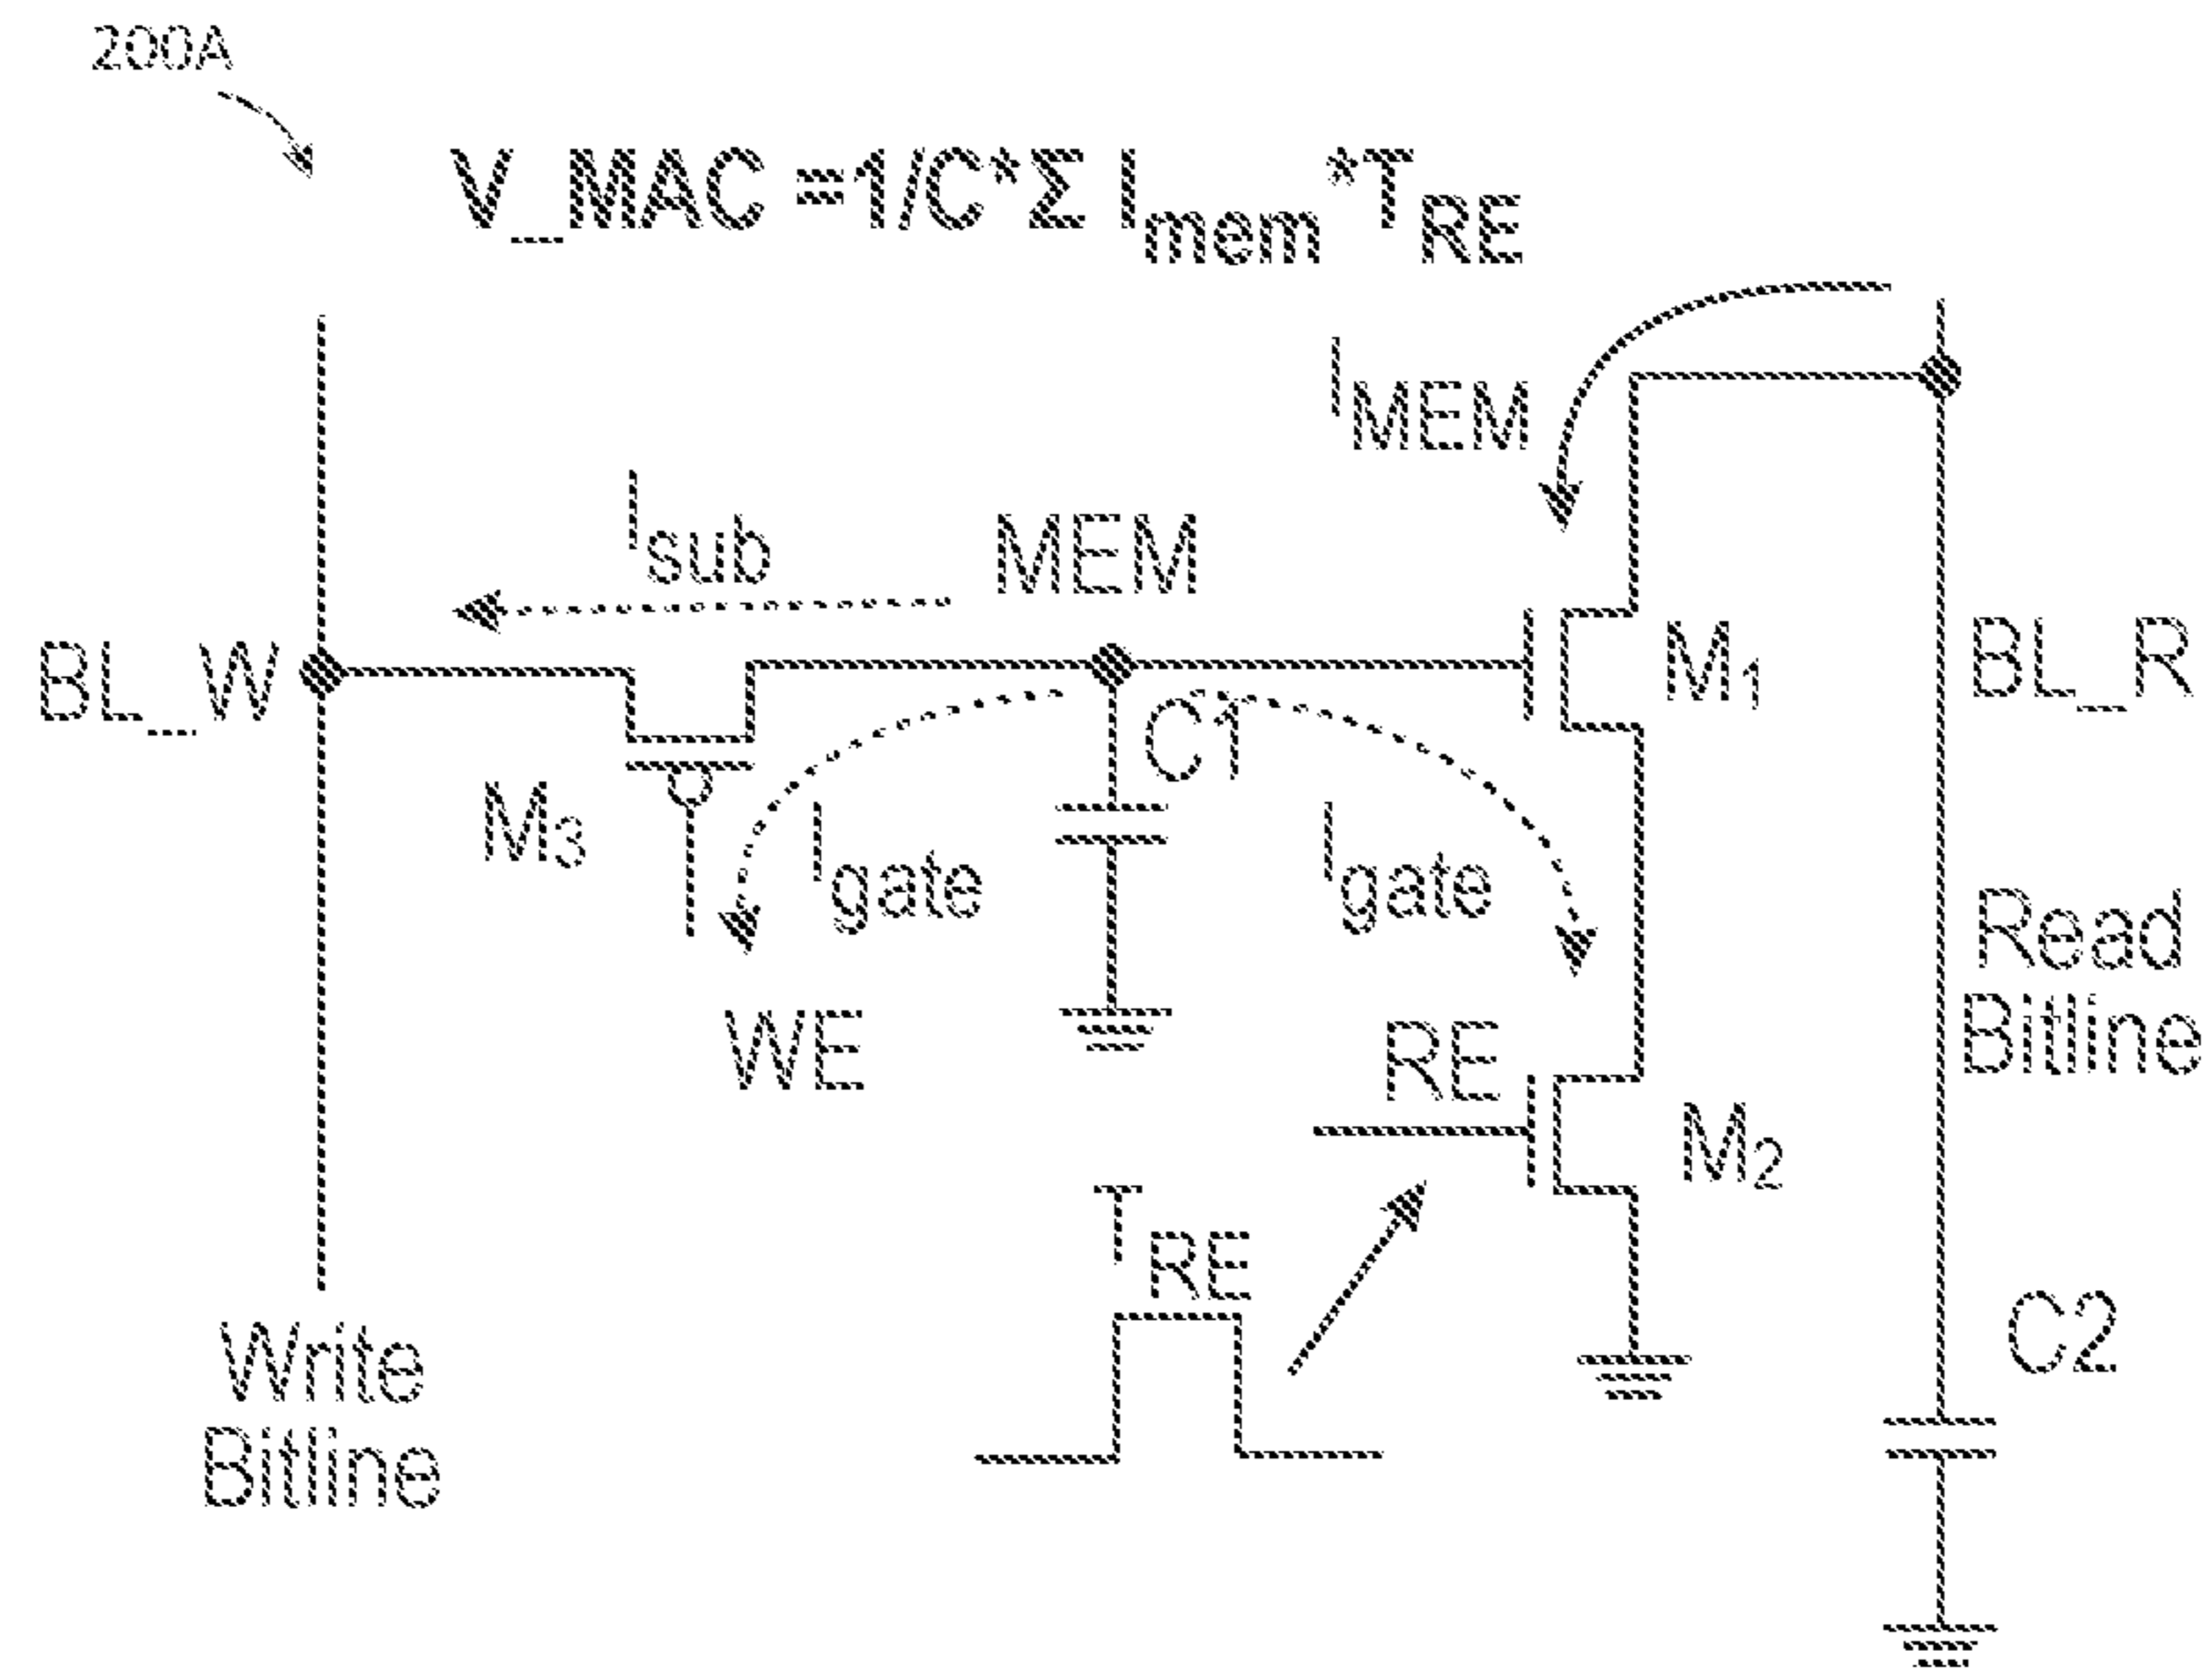 200A
V_MAC =1/C*Σ Imem *TRE
IMEM
Isub
MEM
BL_W
M1
BL_R
C1
M3
Igate
Igate
Read
Bitline
WE
RE
M2
TRE
C2
Write
Bitline